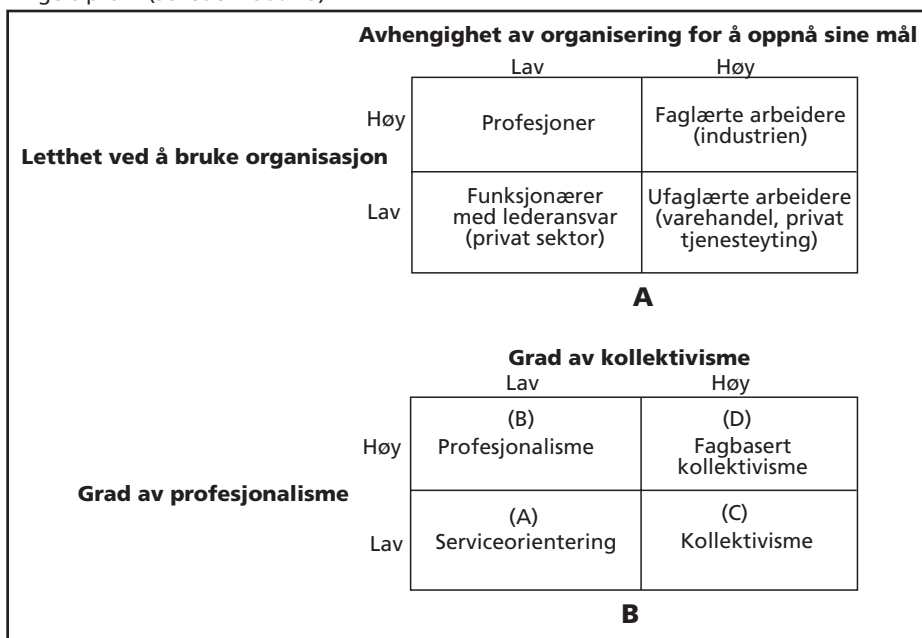 Avhengighet av organisering for å oppnå sine mål
Lav Høy
Høy Profesjoner Faglærte arbeidere
(industrien)
Letthet ved å bruke organisasjon
Lav Funksjonærer
med lederansvar
(privat sektor)
Ufaglærte arbeidere
(varehandel, privat
tjenesteyting)
A
Grad av kollektivisme
Lav Høy
Høy (B)
Profesjonalisme
(D)
Fagbasert
kollektivisme
Grad av profesjonalisme
Lav (A)
Serviceorientering
(C)
Kollektivisme
B